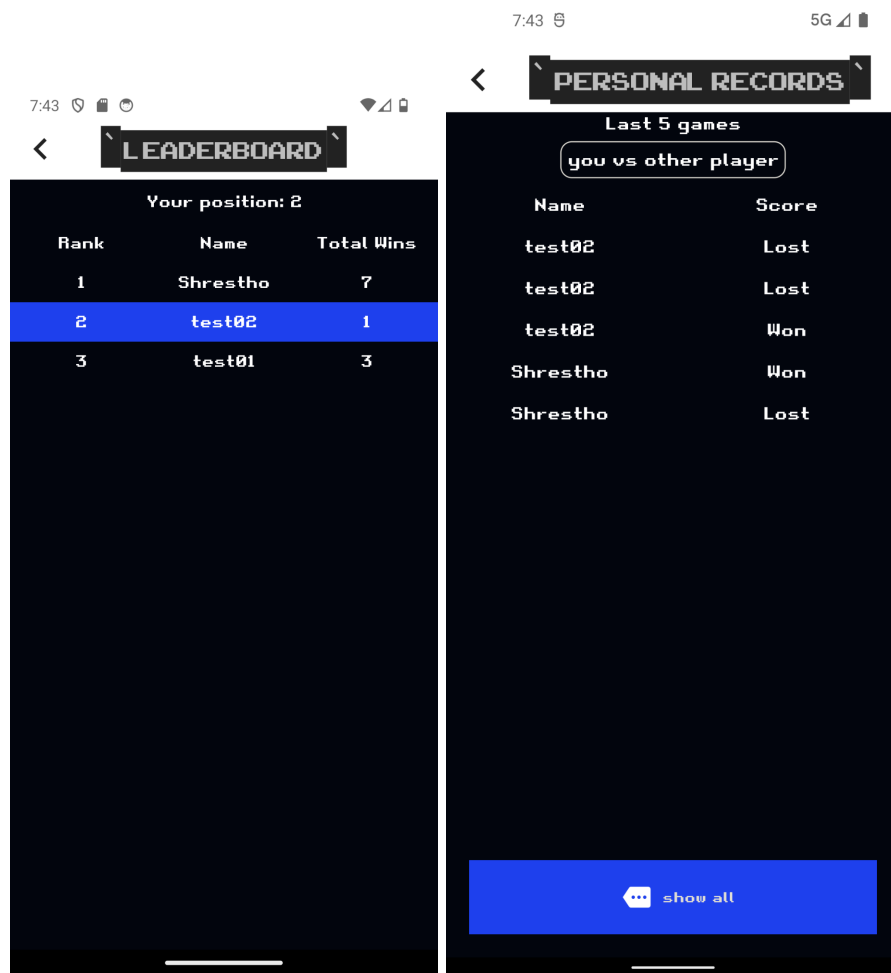 7:43
LEADERBOARD
Your position: 2
Rank Name Total Wins
1 Shrestho 7
2 test02 1
3 test01 3
7:43 5G
PERSONAL RECORDS
Last 5 games
you vs other player
Name Score
test02 Lost
test02 Lost
test02 Won
Shrestho Won
Shrestho Lost
show all